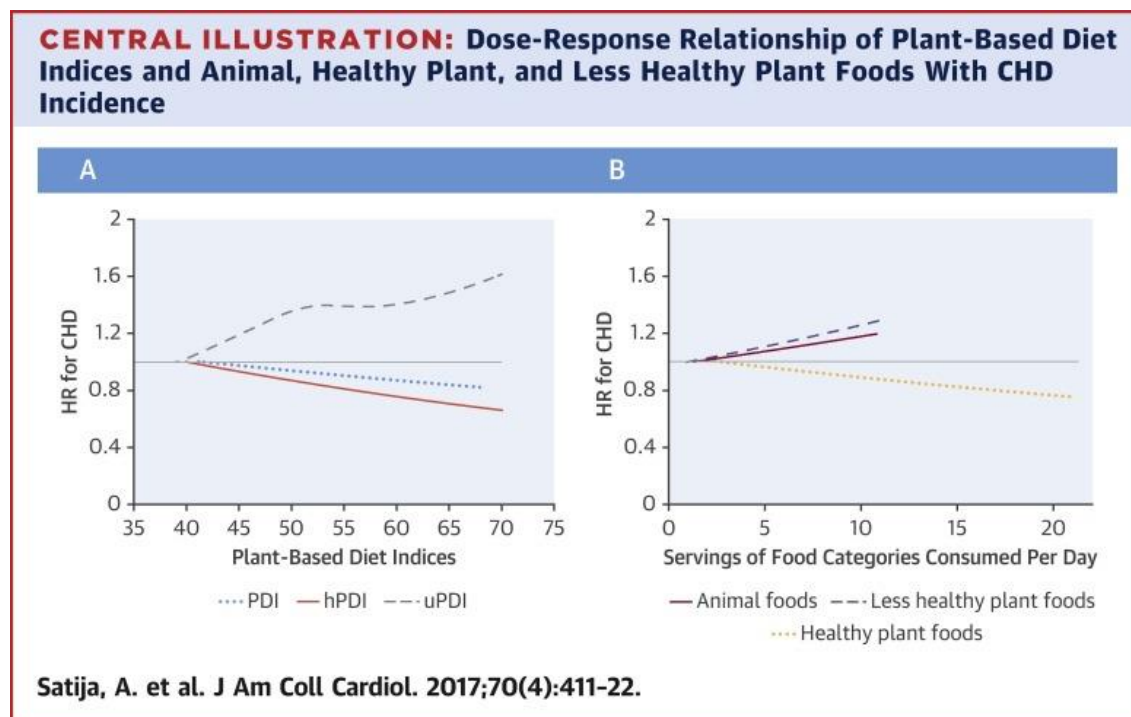 CENTRAL ILLUSTRATION: Dose-Response Relationship of Plant-Based Diet
Indices and Animal, Healthy Plant, and Less Healthy Plant Foods With CHD
Incidence
A
HR for CHD
2
1.6
1.2
0.8
0.4
0
35 40 45 50 55 60 65 70 75
Plant-Based Diet Indices
PDI hPDI uPDI
B
HR for CHD
2
1.6
1.2
0.8
0.4
0
0 5 10 15 20
Servings of Food Categories Consumed Per Day
Animal foods Less healthy plant foods
Healthy plant foods
Satija, A. et al. J Am Coll Cardiol. 2017;70(4):411–22.